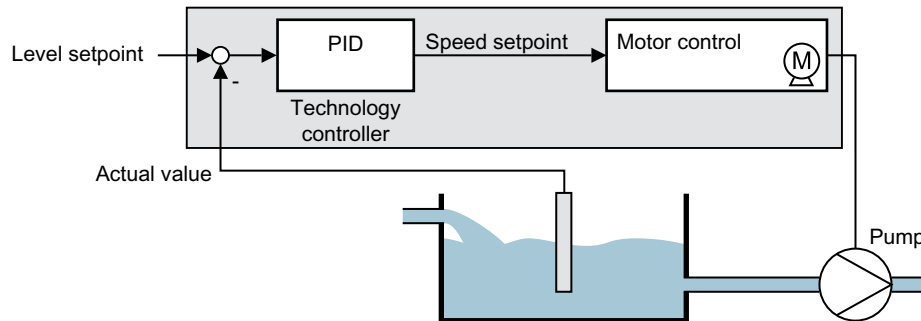 PID
Level setpoint
Speed setpoint
Motor control
M
-
Technology
controller
Actual value
Pump